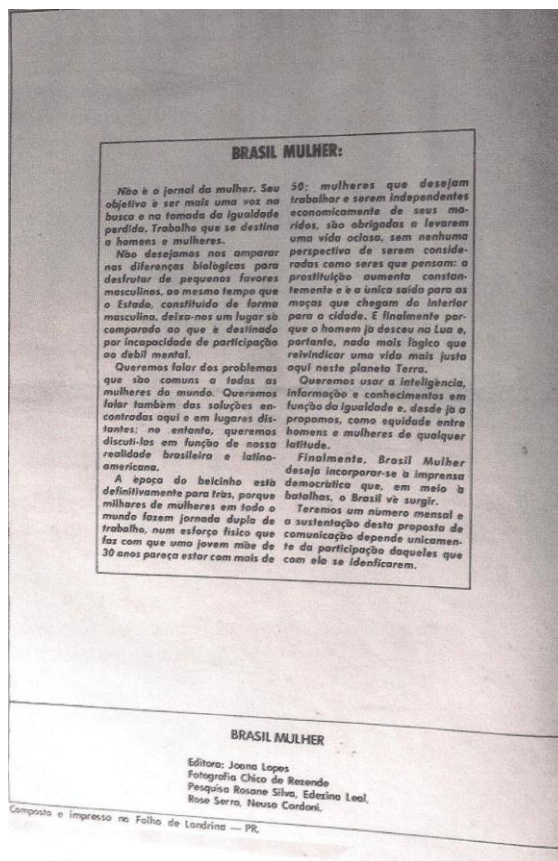 BRASIL MULHER:
Não é o jornal da mulher. Seu
objetivo é ser mais uma voz na
busca e na tomada da igualdade
perdida. Trabalho que se destina
a homens e mulheres.
Não desejamos nos amparar
nas diferenças biológicas para
desfrutar de pequenos favores
masculinos, ao mesmo tempo que
o Estado, constituído de forma
masculina, deixa-nos um lugar só
comparado ao que é destinado
por incapacidade de participação
ao débil mental.
Queremos falar dos problemas
que são comuns a todas as
mulheres do mundo. Queremos
falar também das soluções en-
contradas aqui e em lugares dis-
tantes; no entanto, queremos
discutí-las em função de nossa
realidade brasileira e latino-
americana.
A época do beicinho está
definitivamente para trás, porque
milhares de mulheres em todo o
mundo fazem jornada dupla de
trabalho, num esforço físico que
faz com que uma jovem mãe de
30 anos pareça estar com mais de
50; mulheres que desejam
trabalhar e serem independentes
economicamente de seus ma-
ridos, são obrigadas a levarem
uma vida ociosa, sem nenhuma
perspectiva de serem conside-
radas como seres que pensam: a
prostituição aumenta constan-
temente e é a única saída para as
moças que chegam do interior
para a cidade. E finalmente por-
que o homem já desceu na Lua e,
portanto, nada mais lógico que
reivindicar uma vida mais justa
aqui neste planeta Terra.
Queremos usar a inteligência,
informação e conhecimentos em
função da igualdade e, desde já a
propomos, como equidade entre
homens e mulheres de qualquer
latitude.
Finalmente, Brasil Mulher
deseja incorporar-se à imprensa
democrática que, em meio à
batalhas, o Brasil vê surgir.
Teremos um número mensal e
a sustentação desta proposta de
comunicação depende unicamen-
te da participação daqueles que
com ela se identicarem.
BRASIL MULHER
Editora: Joana Lopes
Fotografia Chico de Rezende
Pesquisa Rosane Silva, Edezina Leal,
Rose Serra, Neuso Cardoni.
Composto e impresso na Folha de Londrina — PR.